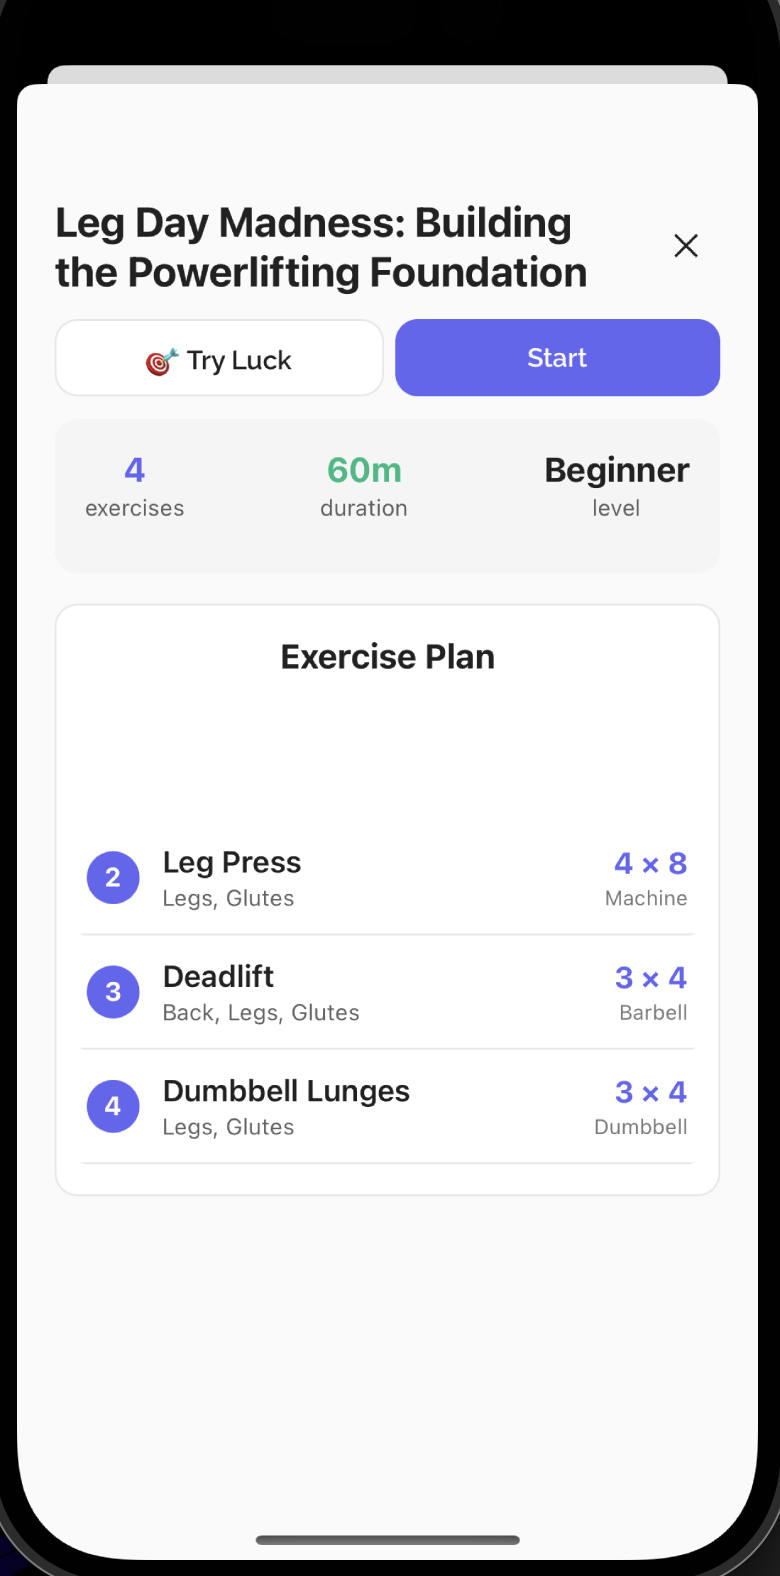 Leg Day Madness: Building
the Powerlifting Foundation
🎯 Try Luck
Start
4
exercises
60m
duration
Beginner
level
Exercise Plan
2
Leg Press
Legs, Glutes
4 × 8
Machine
3
Deadlift
Back, Legs, Glutes
3 × 4
Barbell
4
Dumbbell Lunges
Legs, Glutes
3 × 4
Dumbbell